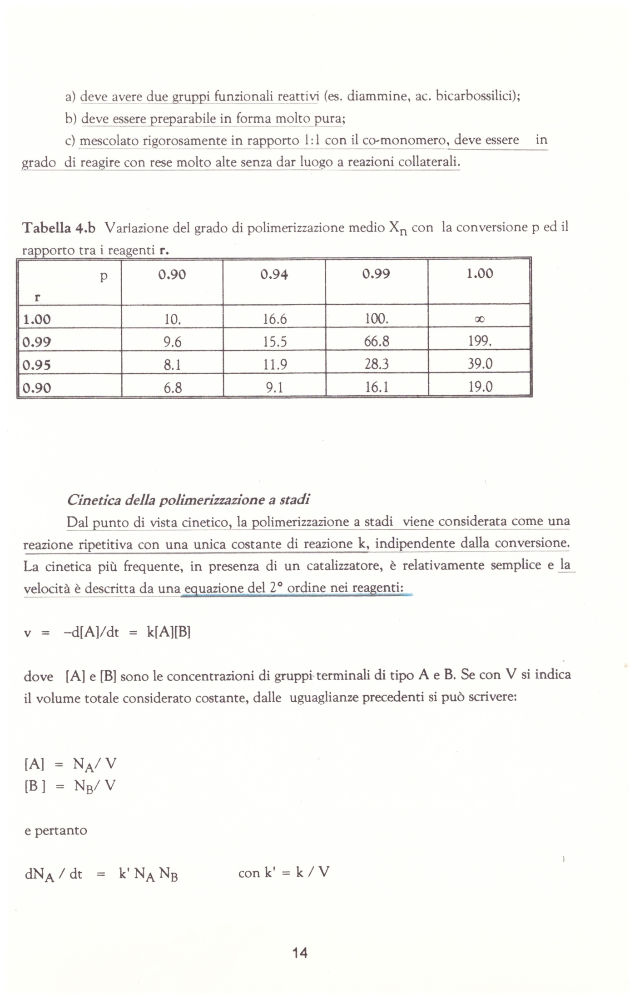 a) deve avere due gruppi funzionali reattivi (es. diammine, ac. bicarbossilici);
b) deve essere preparabile in forma molto pura;
c) mescolato rigorosamente in rapporto 1:1 con il co-monomero, deve essere in
grado di reagire con rese molto alte senza dar luogo a reazioni collaterali.
Tabella 4.b Variazione del grado di polimerizzazione medio Xn con la conversione p ed il
rapporto tra i reagenti r.
p 0.90 0.94 0.99 1.00
r
1.00 10. 16.6 100. ∞
0.99 9.6 15.5 66.8 199.
0.95 8.1 11.9 28.3 39.0
0.90 6.8 9.1 16.1 19.0
Cinetica della polimerizzazione a stadi
Dal punto di vista cinetico, la polimerizzazione a stadi viene considerata come una
reazione ripetitiva con una unica costante di reazione k, indipendente dalla conversione.
La cinetica più frequente, in presenza di un catalizzatore, è relativamente semplice e la
velocità è descritta da una equazione del 2° ordine nei reagenti:
v = -d[A]/dt = k[A][B]
dove [A] e [B] sono le concentrazioni di gruppi terminali di tipo A e B. Se con V si indica
il volume totale considerato costante, dalle uguaglianze precedenti si può scrivere:
[A] = NA/ V
[B ] = NB/ V
e pertanto
dNA / dt = k' NA NB con k' = k / V
14